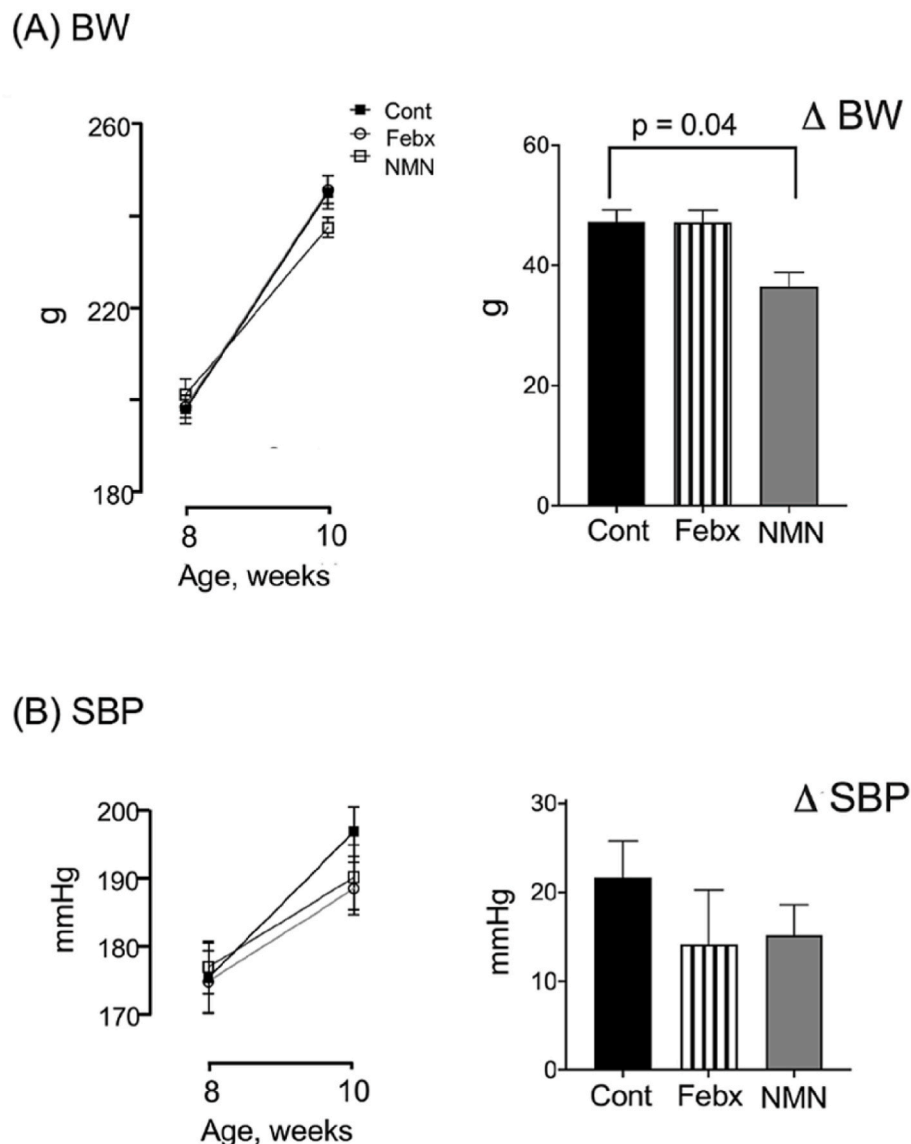 (A) BW
260
220
180
g
8 10
Age, weeks
Cont
Febx
NMN
Δ BW
p = 0.04
60
40
20
0
g
Cont Febx NMN
(B) SBP
200
190
180
170
mmHg
8 10
Age, weeks
Δ SBP
30
20
10
0
mmHg
Cont Febx NMN